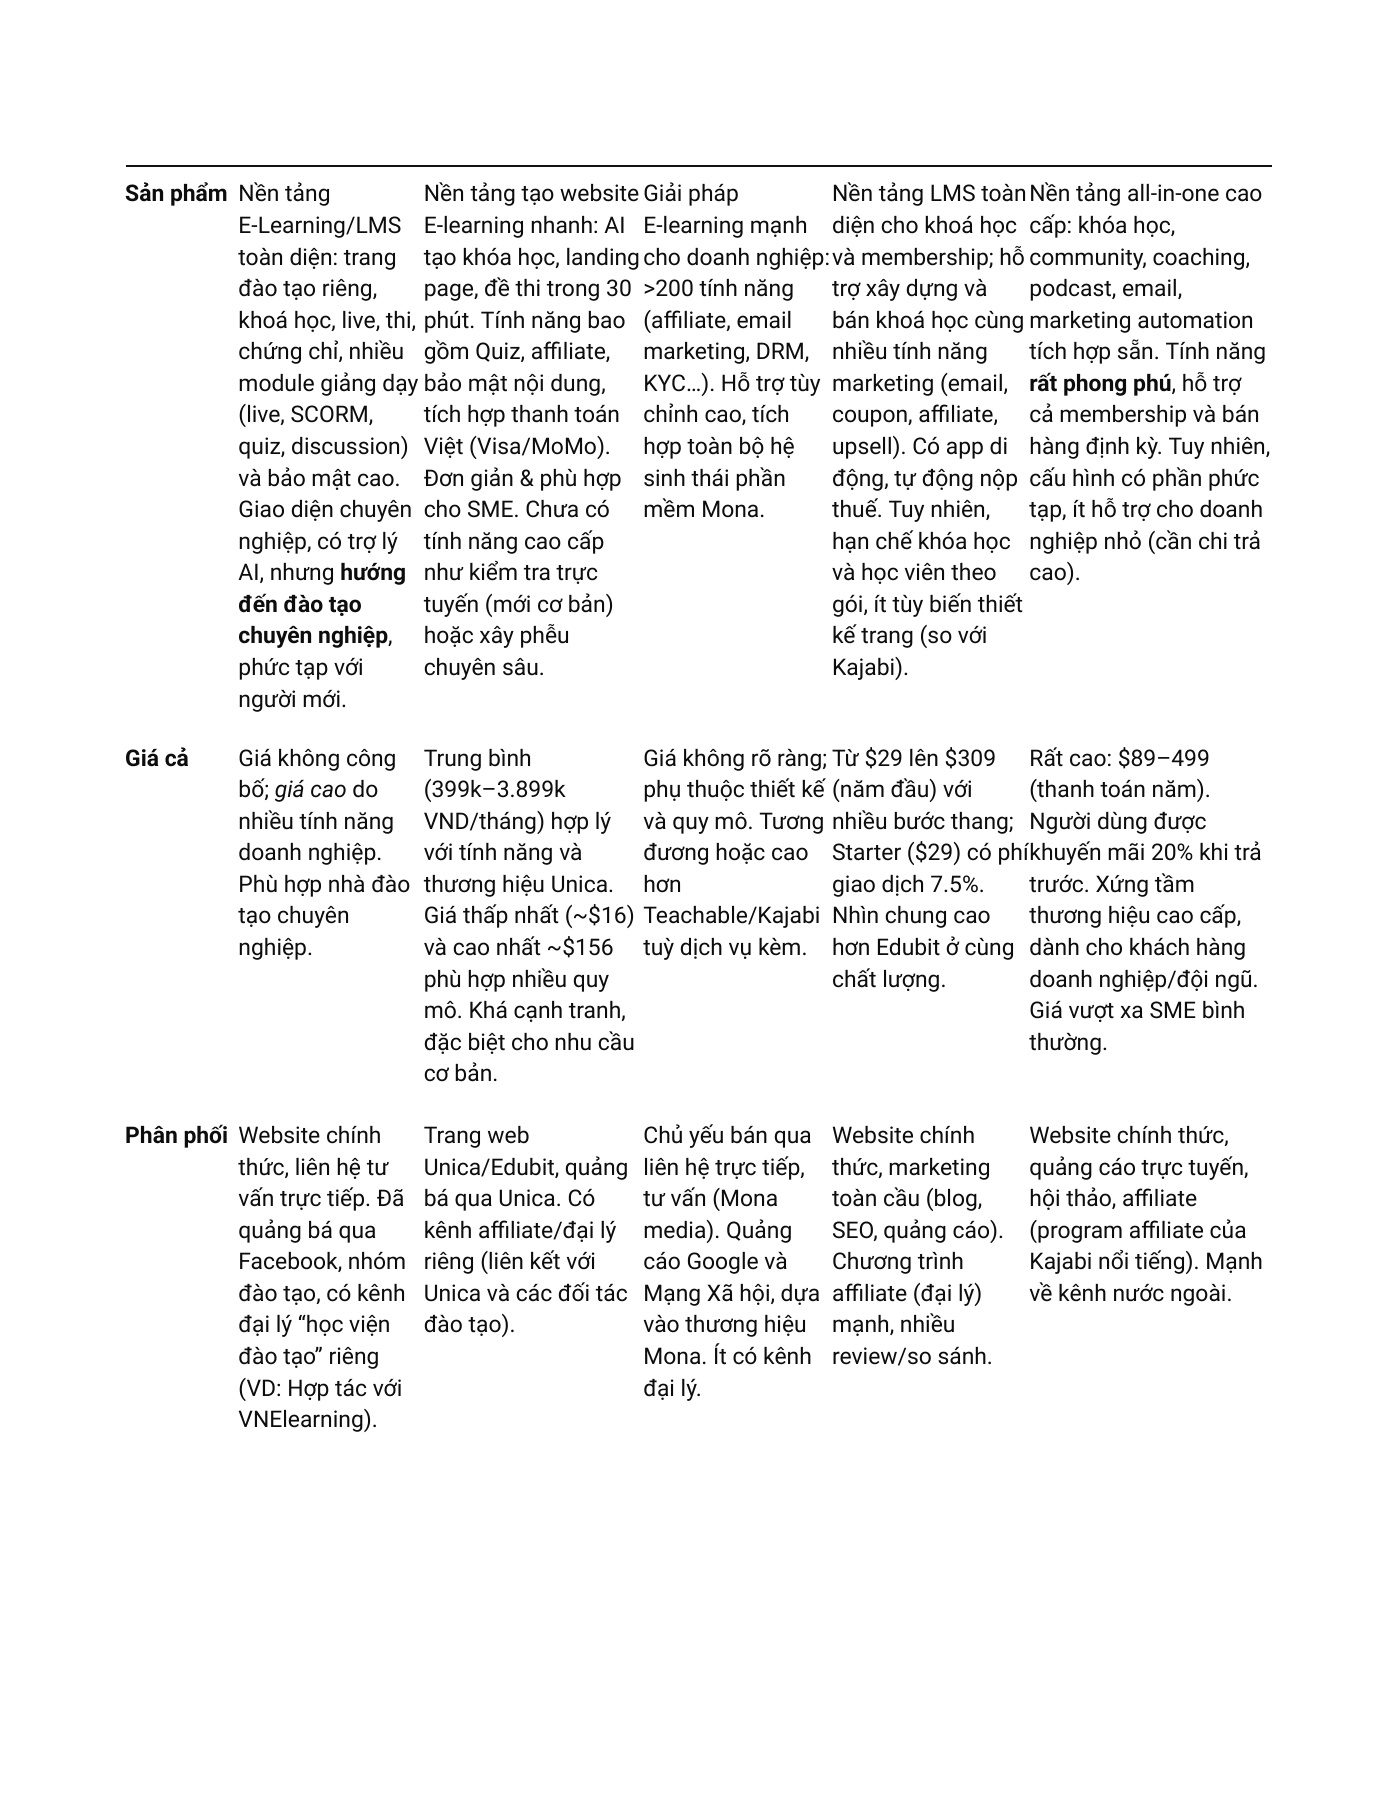 Sản phẩm
Nền tảng
E-Learning/LMS
toàn diện: trang
đào tạo riêng,
khoá học, live, thi,
chứng chỉ, nhiều
module giảng dạy
(live, SCORM,
quiz, discussion)
và bảo mật cao.
Giao diện chuyên
nghiệp, có trợ lý
AI, nhưng hướng
đến đào tạo
chuyên nghiệp,
phức tạp với
người mới.
Nền tảng tạo website
E-learning nhanh: AI
tạo khóa học, landing
page, đề thi trong 30
phút. Tính năng bao
gồm Quiz, affiliate,
bảo mật nội dung,
tích hợp thanh toán
Việt (Visa/MoMo).
Đơn giản & phù hợp
cho SME. Chưa có
tính năng cao cấp
như kiểm tra trực
tuyến (mới cơ bản)
hoặc xây phễu
chuyên sâu.
Giải pháp
E-learning mạnh
cho doanh nghiệp:
>200 tính năng
(affiliate, email
marketing, DRM,
KYC…). Hỗ trợ tùy
chỉnh cao, tích
hợp toàn bộ hệ
sinh thái phần
mềm Mona.
Nền tảng LMS toàn
diện cho khoá học
và membership; hỗ
trợ xây dựng và
bán khoá học cùng
nhiều tính năng
marketing (email,
coupon, affiliate,
upsell). Có app di
động, tự động nộp
thuế. Tuy nhiên,
hạn chế khóa học
và học viên theo
gói, ít tùy biến thiết
kế trang (so với
Kajabi).
Nền tảng all-in-one cao
cấp: khóa học,
community, coaching,
podcast, email,
marketing automation
tích hợp sẵn. Tính năng
rất phong phú, hỗ trợ
cả membership và bán
hàng định kỳ. Tuy nhiên,
cấu hình có phần phức
tạp, ít hỗ trợ cho doanh
nghiệp nhỏ (cần chi trả
cao).
Giá cả
Giá không công
bố; giá cao do
nhiều tính năng
doanh nghiệp.
Phù hợp nhà đào
tạo chuyên
nghiệp.
Trung bình
(399k–3.899k
VND/tháng) hợp lý
với tính năng và
thương hiệu Unica.
Giá thấp nhất (~$16)
và cao nhất ~$156
phù hợp nhiều quy
mô. Khá cạnh tranh,
đặc biệt cho nhu cầu
cơ bản.
Giá không rõ ràng;
phụ thuộc thiết kế
và quy mô. Tương
đương hoặc cao
hơn
Teachable/Kajabi
tuỳ dịch vụ kèm.
Từ $29 lên $309
(năm đầu) với
nhiều bước thang;
Starter ($29) có phí
giao dịch 7.5%.
Nhìn chung cao
hơn Edubit ở cùng
chất lượng.
Rất cao: $89–499
(thanh toán năm).
Người dùng được
khuyến mãi 20% khi trả
trước. Xứng tầm
thương hiệu cao cấp,
dành cho khách hàng
doanh nghiệp/đội ngũ.
Giá vượt xa SME bình
thường.
Phân phối
Website chính
thức, liên hệ tư
vấn trực tiếp. Đã
quảng bá qua
Facebook, nhóm
đào tạo, có kênh
đại lý “học viện
đào tạo” riêng
(VD: Hợp tác với
VNElearning).
Trang web
Unica/Edubit, quảng
bá qua Unica. Có
kênh affiliate/đại lý
riêng (liên kết với
Unica và các đối tác
đào tạo).
Chủ yếu bán qua
liên hệ trực tiếp,
tư vấn (Mona
media). Quảng
cáo Google và
Mạng Xã hội, dựa
vào thương hiệu
Mona. Ít có kênh
đại lý.
Website chính
thức, marketing
toàn cầu (blog,
SEO, quảng cáo).
Chương trình
affiliate (đại lý)
mạnh, nhiều
review/so sánh.
Website chính thức,
quảng cáo trực tuyến,
hội thảo, affiliate
(program affiliate của
Kajabi nổi tiếng). Mạnh
về kênh nước ngoài.